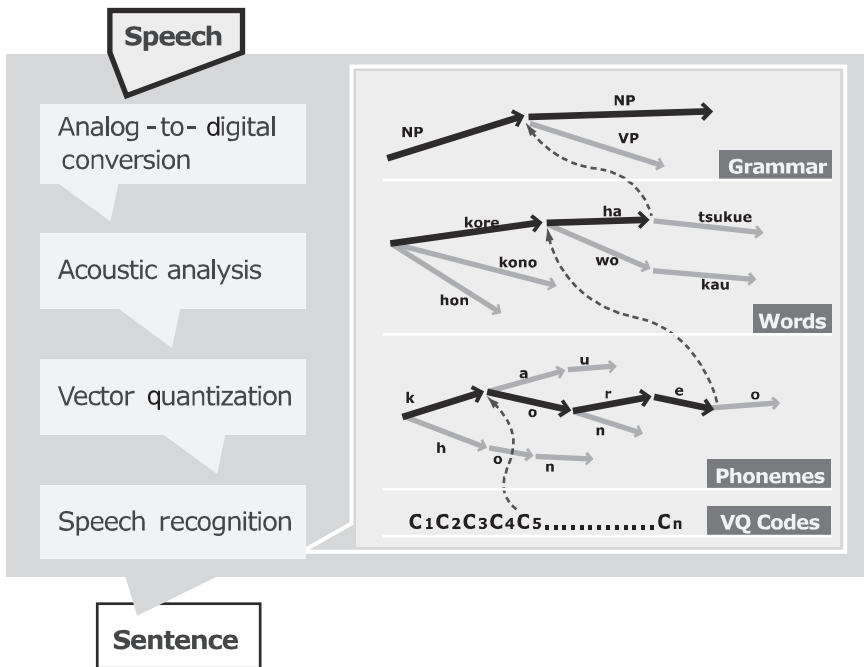 Speech
Analog-to-digital
conversion
Acoustic analysis
Vector quantization
Speech recognition
Sentence
NP
NP
VP
Grammar
kore
ha
tsukue
kono
wo
hon
kau
Words
k
a
u
o
r
e
o
n
h
o
n
Phonemes
C1C2C3C4C5..............Cn
VQ Codes